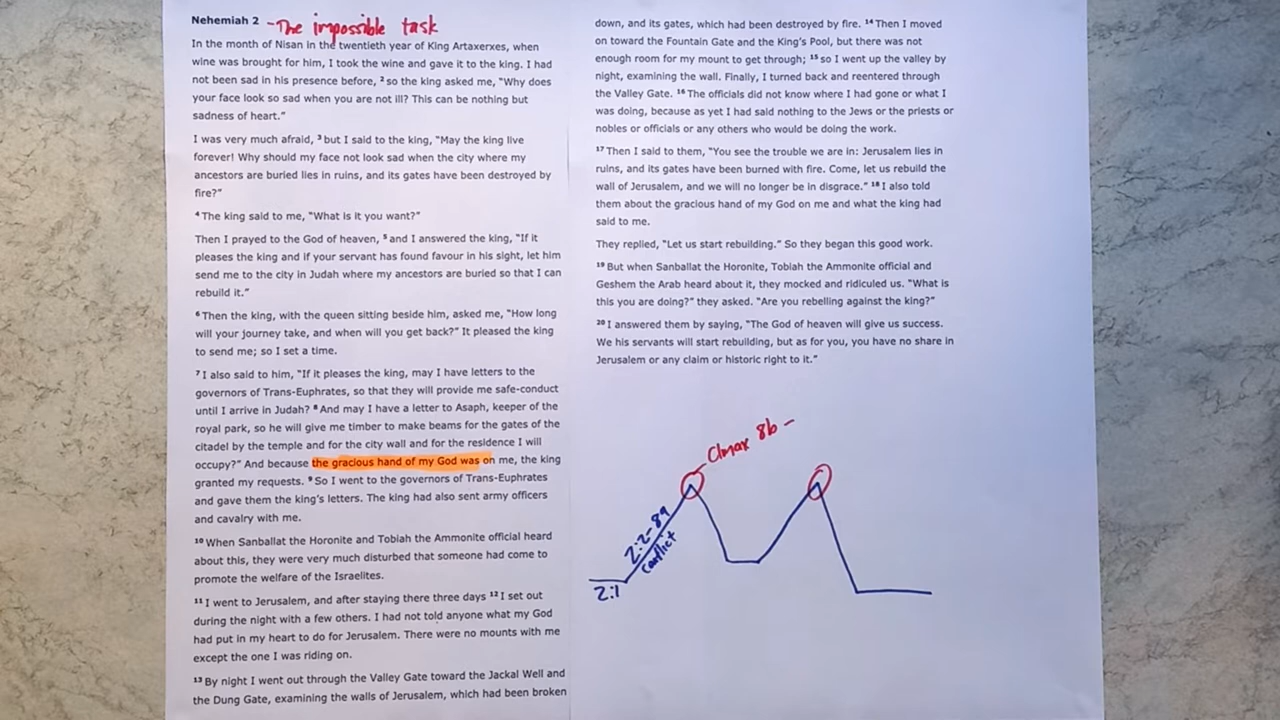 Nehemiah 2 - The impossible task
In the month of Nisan in the twentieth year of King Artaxerxes, when
wine was brought for him, I took the wine and gave it to the king. I had
not been sad in his presence before, ² so the king asked me, “Why does
your face look so sad when you are not ill? This can be nothing but
sadness of heart.”
I was very much afraid, ³ but I said to the king, “May the king live
forever! Why should my face not look sad when the city where my
ancestors are buried lies in ruins, and its gates have been destroyed by
fire?”
⁴ The king said to me, “What is it you want?”
Then I prayed to the God of heaven, ⁵ and I answered the king, “If it
pleases the king and if your servant has found favour in his sight, let him
send me to the city in Judah where my ancestors are buried so that I can
rebuild it.”
⁶ Then the king, with the queen sitting beside him, asked me, “How long
will your journey take, and when will you get back?” It pleased the king
to send me; so I set a time.
⁷ I also said to him, “If it pleases the king, may I have letters to the
governors of Trans-Euphrates, so that they will provide me safe-conduct
until I arrive in Judah? ⁸ And may I have a letter to Asaph, keeper of the
royal park, so he will give me timber to make beams for the gates of the
citadel by the temple and for the city wall and for the residence I will
occupy?” And because the gracious hand of my God was on me, the king
granted my requests. ⁹ So I went to the governors of Trans-Euphrates
and gave them the king’s letters. The king had also sent army officers
and cavalry with me.
¹⁰ When Sanballat the Horonite and Tobiah the Ammonite official heard
about this, they were very much disturbed that someone had come to
promote the welfare of the Israelites.
¹¹ I went to Jerusalem, and after staying there three days ¹² I set out
during the night with a few others. I had not told anyone what my God
had put in my heart to do for Jerusalem. There were no mounts with me
except the one I was riding on.
¹³ By night I went out through the Valley Gate toward the Jackal Well and
the Dung Gate, examining the walls of Jerusalem, which had been broken
down, and its gates, which had been destroyed by fire. ¹⁴ Then I moved
on toward the Fountain Gate and the King’s Pool, but there was not
enough room for my mount to get through; ¹⁵ so I went up the valley by
night, examining the wall. Finally, I turned back and reentered through
the Valley Gate. ¹⁶ The officials did not know where I had gone or what I
was doing, because as yet I had said nothing to the Jews or the priests or
nobles or officials or any others who would be doing the work.
¹⁷ Then I said to them, “You see the trouble we are in: Jerusalem lies in
ruins, and its gates have been burned with fire. Come, let us rebuild the
wall of Jerusalem, and we will no longer be in disgrace.” ¹⁸ I also told
them about the gracious hand of my God on me and what the king had
said to me.
They replied, “Let us start rebuilding.” So they began this good work.
¹⁹ But when Sanballat the Horonite, Tobiah the Ammonite official and
Geshem the Arab heard about it, they mocked and ridiculed us. “What is
this you are doing?” they asked. “Are you rebelling against the king?”
²⁰ I answered them by saying, “The God of heaven will give us success.
We his servants will start rebuilding, but as for you, you have no share in
Jerusalem or any claim or historic right to it.”
Climax 8b -
2:2-8a
conflict
2:1